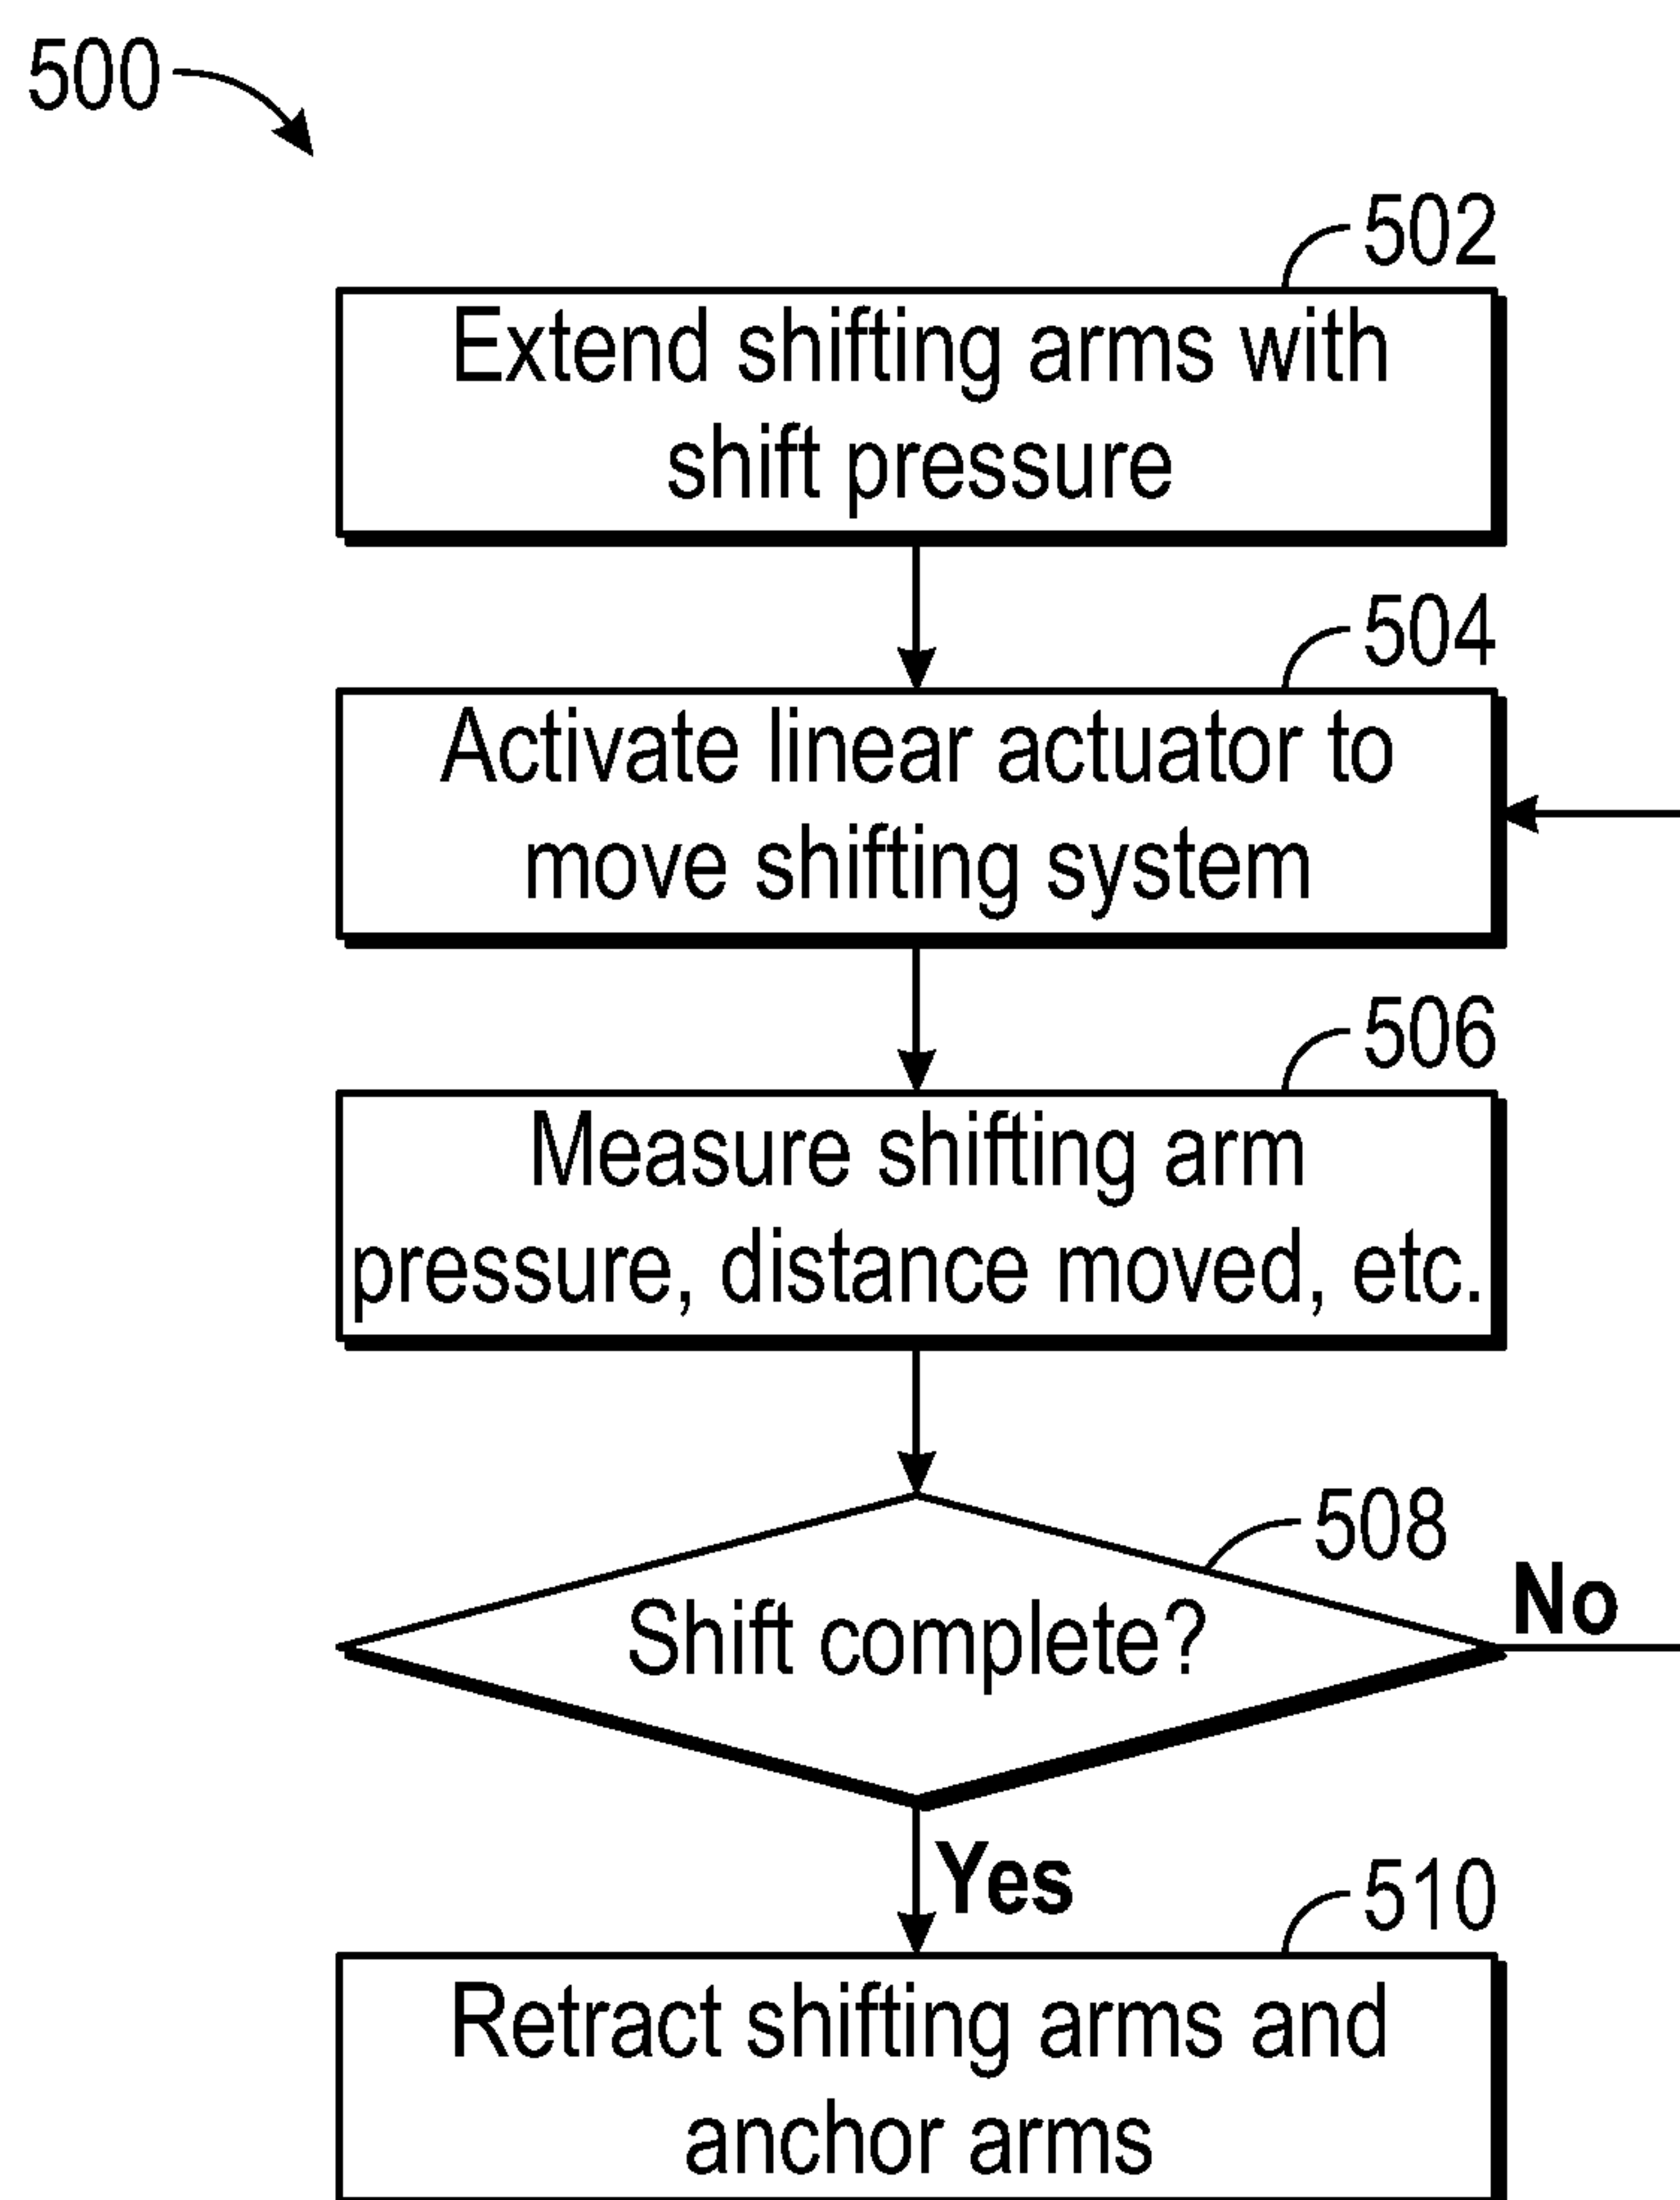 500
502
Extend shifting arms with
shift pressure
504
Activate linear actuator to
move shifting system
506
Measure shifting arm
pressure, distance moved, etc.
508
Shift complete?
No
Yes
510
Retract shifting arms and
anchor arms